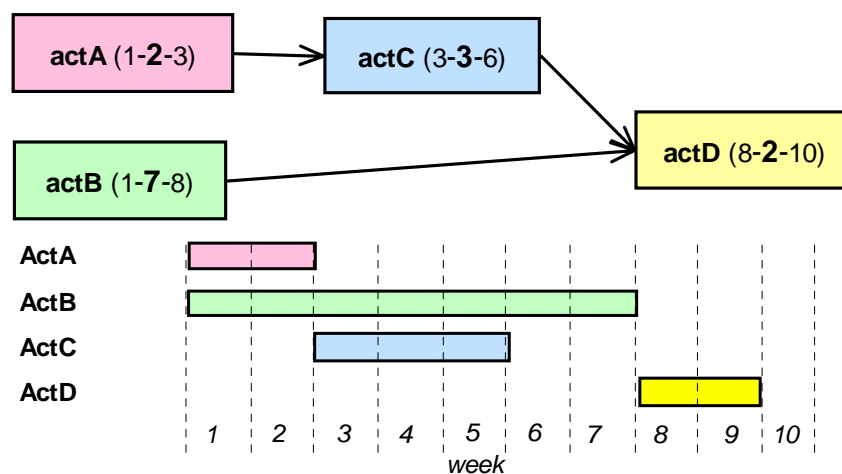 actA (1-2-3)
actC (3-3-6)
actD (8-2-10)
actB (1-7-8)
ActA
ActB
ActC
ActD
1 2 3 4 5 6 7 8 9 10
week